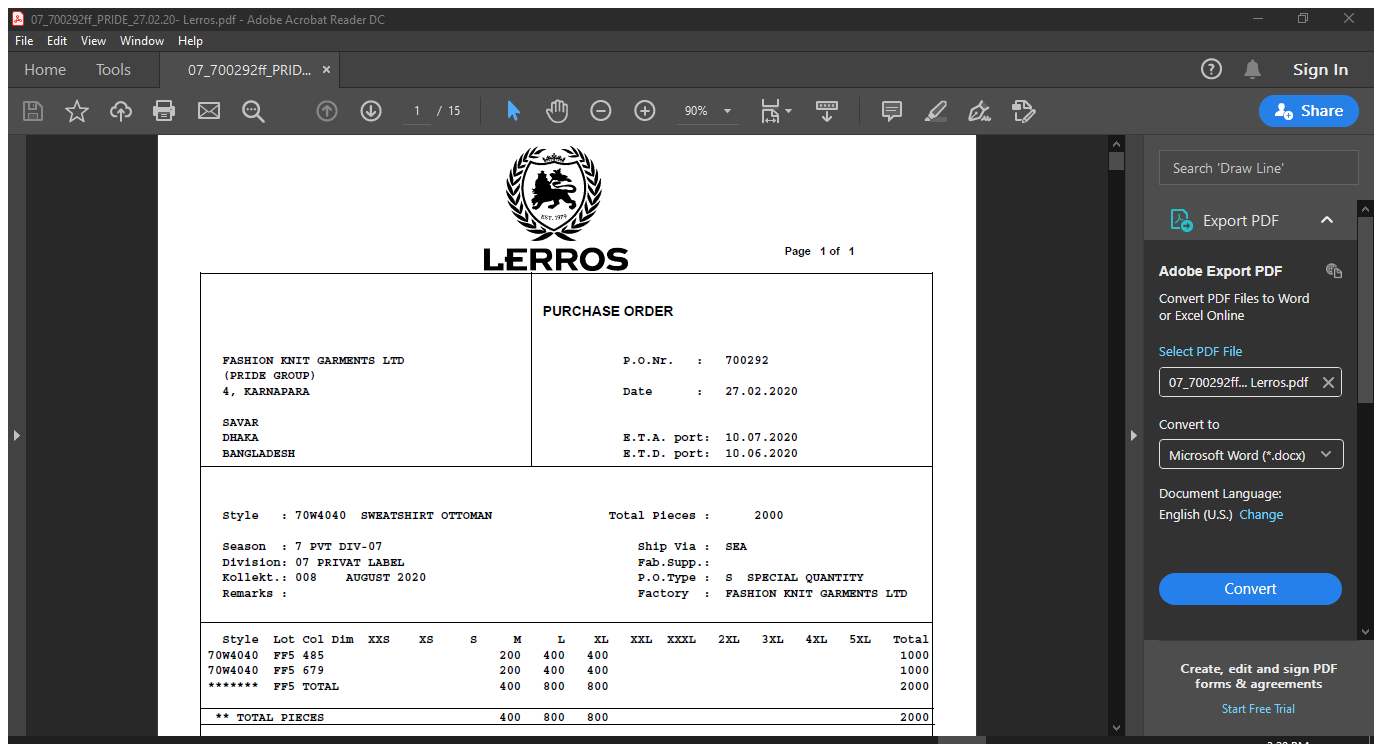 07_700292ff_PRIDE_27.02.20- Lerros.pdf - Adobe Acrobat Reader DC
File Edit View Window Help
Home Tools 07_700292ff_PRID... × Sign In
1 / 15 90% Share
EST. 1979
LERROS
Page 1 of 1
PURCHASE ORDER
FASHION KNIT GARMENTS LTD P.O.Nr. : 700292
(PRIDE GROUP)
4, KARNAPARA Date : 27.02.2020
SAVAR
DHAKA E.T.A. port: 10.07.2020
BANGLADESH E.T.D. port: 10.06.2020
Style : 70W4040 SWEATSHIRT OTTOMAN Total Pieces : 2000
Season : 7 PVT DIV-07 Ship Via : SEA
Division: 07 PRIVAT LABEL Fab.Supp.:
Kollekt.: 008 AUGUST 2020 P.O.Type : S SPECIAL QUANTITY
Remarks : Factory : FASHION KNIT GARMENTS LTD
Style Lot Col Dim XXS XS S M L XL XXL XXXL 2XL 3XL 4XL 5XL Total
70W4040 FF5 485 200 400 400 1000
70W4040 FF5 679 200 400 400 1000
******* FF5 TOTAL 400 800 800 2000
** TOTAL PIECES 400 800 800 2000
Search 'Draw Line'
Export PDF
Adobe Export PDF
Convert PDF Files to Word
or Excel Online
Select PDF File
07_700292ff... Lerros.pdf
Convert to
Microsoft Word (*.docx)
Document Language:
English (U.S.) Change
Convert
Create, edit and sign PDF
forms & agreements
Start Free Trial